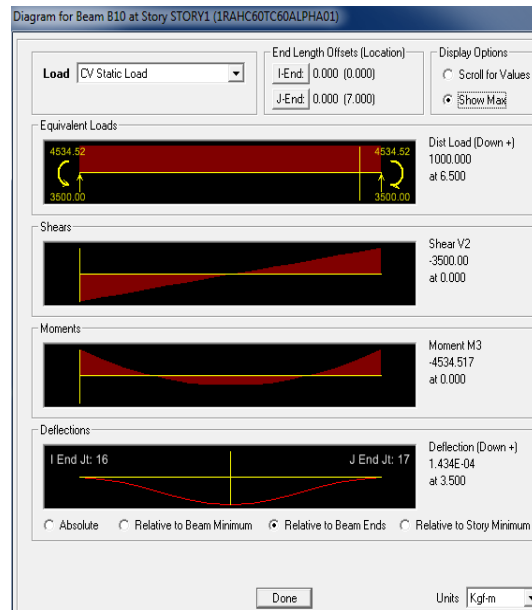 Diagram for Beam B10 at Story STORY1 (1RAHC60TC60ALPHA01)
Load CV Static Load
End Length Offsets (Location)
I-End: 0.000 (0.000)
J-End: 0.000 (7.000)
Display Options
Scroll for Values
Show Max
Equivalent Loads
4534.52 4534.52
3500.00 3500.00
Dist Load (Down +)
1000.000
at 6.500
Shears
Shear V2
-3500.00
at 0.000
Moments
Moment M3
-4534.517
at 0.000
Deflections
I End Jt: 16 J End Jt: 17
Deflection (Down +)
1.434E-04
at 3.500
Absolute Relative to Beam Minimum Relative to Beam Ends Relative to Story Minimum
Done
Units Kgf-m